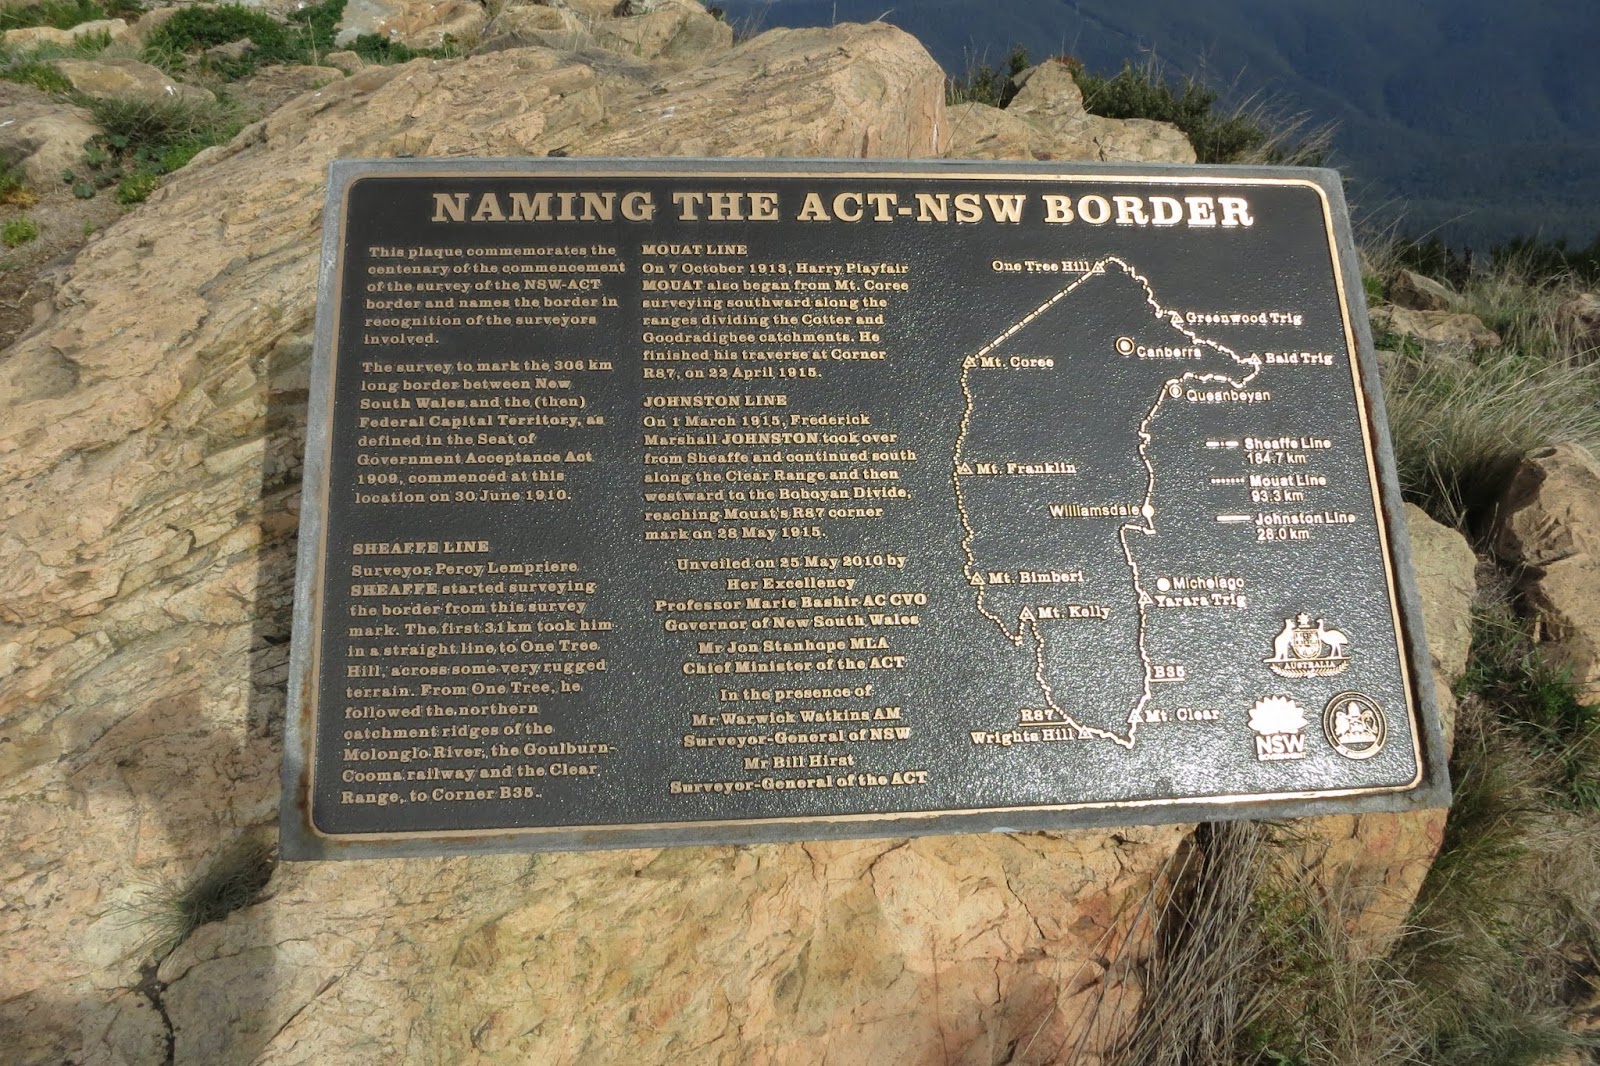 NAMING THE ACT-NSW BORDER
This plaque commemorates the
centenary of the commencement
of the survey of the NSW-ACT
border and names the border in
recognition of the surveyors
involved.
The survey to mark the 306 km
long border between New
South Wales and the (then)
Federal Capital Territory, as
defined in the Seat of
Government Acceptance Act
1909, commenced at this
location on 30 June 1910.
SHEAFFE LINE
Surveyor Percy Lempriere
SHEAFFE started surveying
the border from this survey
mark. The first 31km took him
in a straight line to One Tree
Hill, across some very rugged
terrain. From One Tree, he
followed the northern
catchment ridges of the
Molonglo River, the Goulburn-
Cooma railway and the Clear
Range, to Corner B35.
MOUAT LINE
On 7 October 1913, Harry Playfair
MOUAT also began from Mt. Coree
surveying southward along the
ranges dividing the Cotter and
Goodradigbee catchments. He
finished his traverse at Corner
R87, on 22 April 1915.
JOHNSTON LINE
On 1 March 1915, Frederick
Marshall JOHNSTON took over
from Sheaffe and continued south
along the Clear Range and then
westward to the Boboyan Divide,
reaching Mouat's R87 corner
mark on 28 May 1915.
Unveiled on 25 May 2010 by
Her Excellency
Professor Marie Bashir AC CVO
Governor of New South Wales
Mr Jon Stanhope MLA
Chief Minister of the ACT
In the presence of
Mr Warwick Watkins AM
Surveyor-General of NSW
Mr Bill Hirst
Surveyor-General of the ACT
One Tree Hill
Greenwood Trig
Canberra
Bald Trig
Mt. Coree
Queanbeyan
Sheaffe Line
184.7 km
Mouat Line
93.3 km
Johnston Line
28.0 km
Mt. Franklin
Williamsdale
Mt. Bimberi
Michelago
Yarara Trig
Mt. Kelly
B35
R87
Mt. Clear
Wrights Hill
AUSTRALIA
NSW